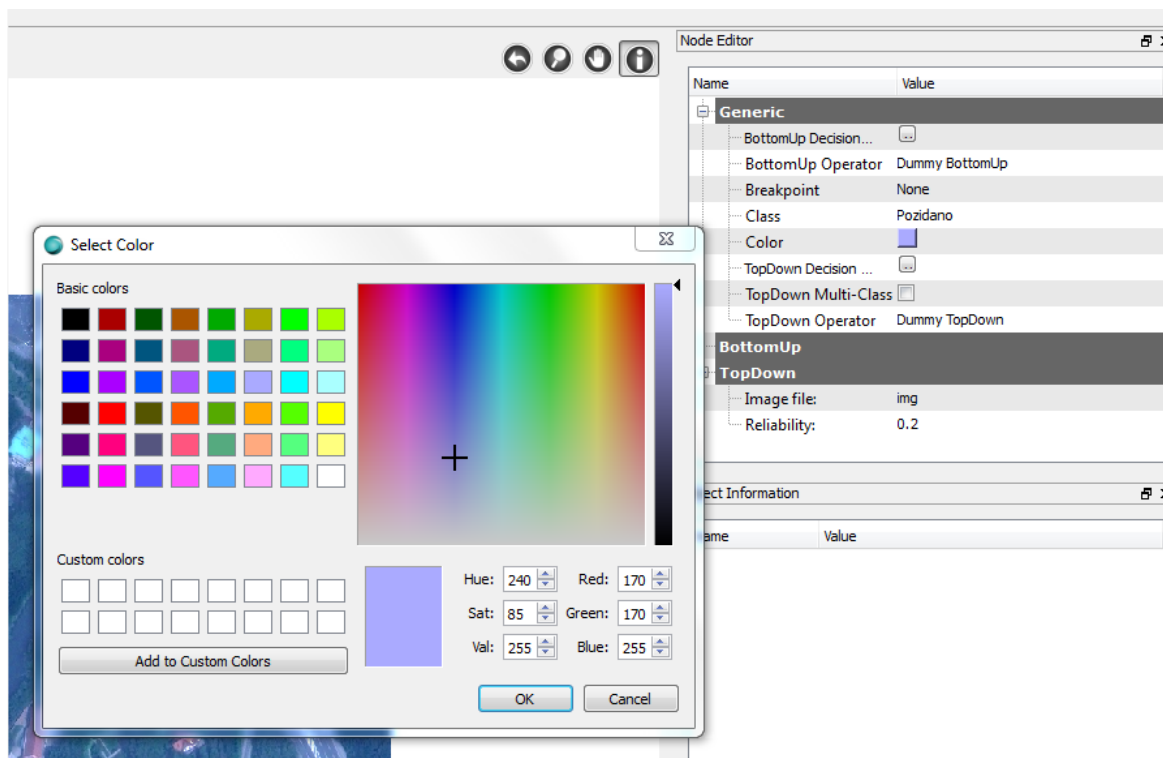 Node Editor
Name Value
Generic
BottomUp Decision... ..
BottomUp Operator Dummy BottomUp
Breakpoint None
Class Pozidano
Color
TopDown Decision ... ..
TopDown Multi-Class
TopDown Operator Dummy TopDown
BottomUp
TopDown
Image file: img
Reliability: 0.2
ect Information
ame Value
Select Color
Basic colors
Custom colors
Add to Custom Colors
Hue: 240 Red: 170
Sat: 85 Green: 170
Val: 255 Blue: 255
OK Cancel